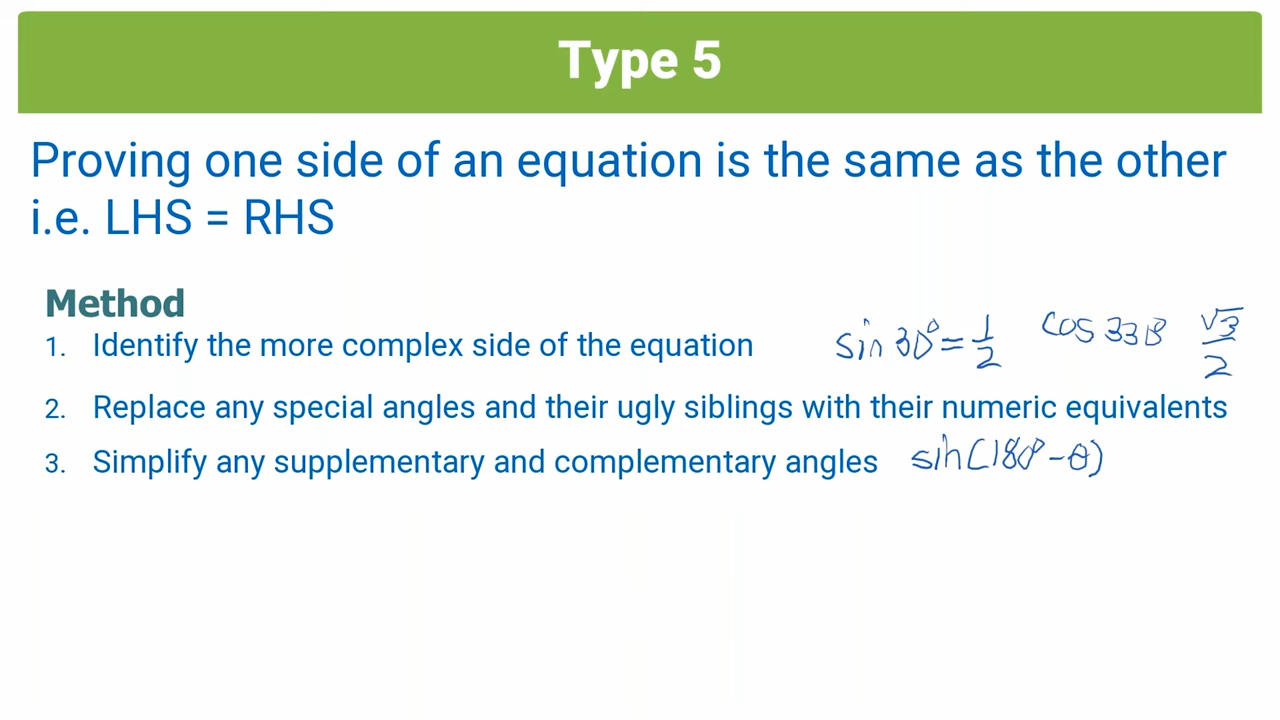 Type 5
Proving one side of an equation is the same as the other
i.e. LHS = RHS
Method
1. Identify the more complex side of the equation
sin 30° = 1/2 cos 330° √3/2
2. Replace any special angles and their ugly siblings with their numeric equivalents
3. Simplify any supplementary and complementary angles
sin(180° - θ)